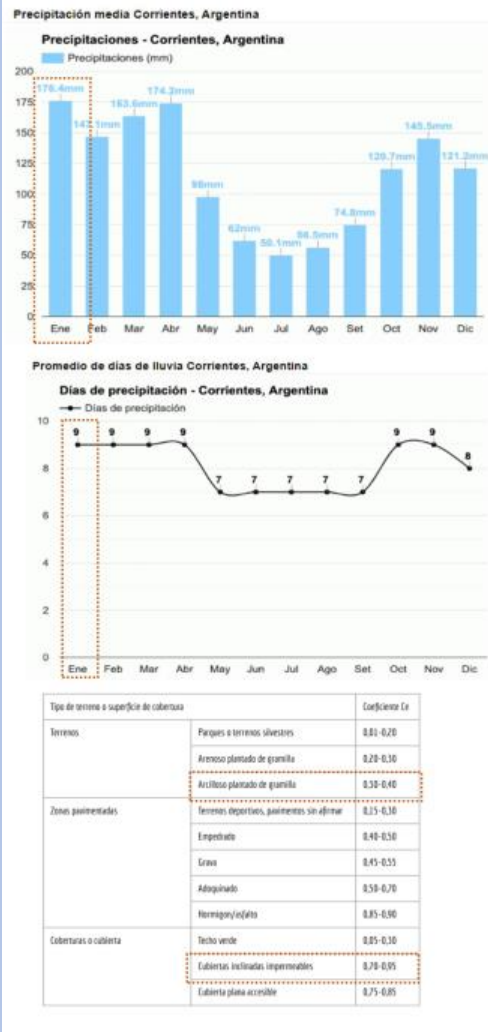 Precipitación media Corrientes, Argentina
Precipitaciones - Corrientes, Argentina
Precipitaciones (mm)
200
175
150
125
100
75
50
25
0
176.4mm
147.1mm
163.6mm
174.2mm
98mm
62mm
50.1mm
56.5mm
74.8mm
120.7mm
145.5mm
121.2mm
Ene Feb Mar Abr May Jun Jul Ago Set Oct Nov Dic
Promedio de días de lluvia Corrientes, Argentina
Días de precipitación - Corrientes, Argentina
Días de precipitación
10
8
6
4
2
0
9 9 9 9 7 7 7 7 7 9 9 8
Ene Feb Mar Abr May Jun Jul Ago Set Oct Nov Dic
Tipo de terreno o superficie de cobertura Coeficiente Ce
Terrenos Parques o terrenos silvestres 0,01-0,20
Arenoso plantado de gramilla 0,20-0,30
Arcilloso plantado de gramilla 0,30-0,40
Zonas pavimentadas Terrenos deportivos, pavimentos sin afirmar 0,15-0,30
Empedrado 0,40-0,50
Grava 0,45-0,55
Adoquinado 0,50-0,70
Hormigon/asfalto 0,85-0,90
Coberturas o cubierta Techo verde 0,05-0,30
Cubiertas inclinadas impermeables 0,70-0,95
Cubierta plana accesible 0,75-0,85